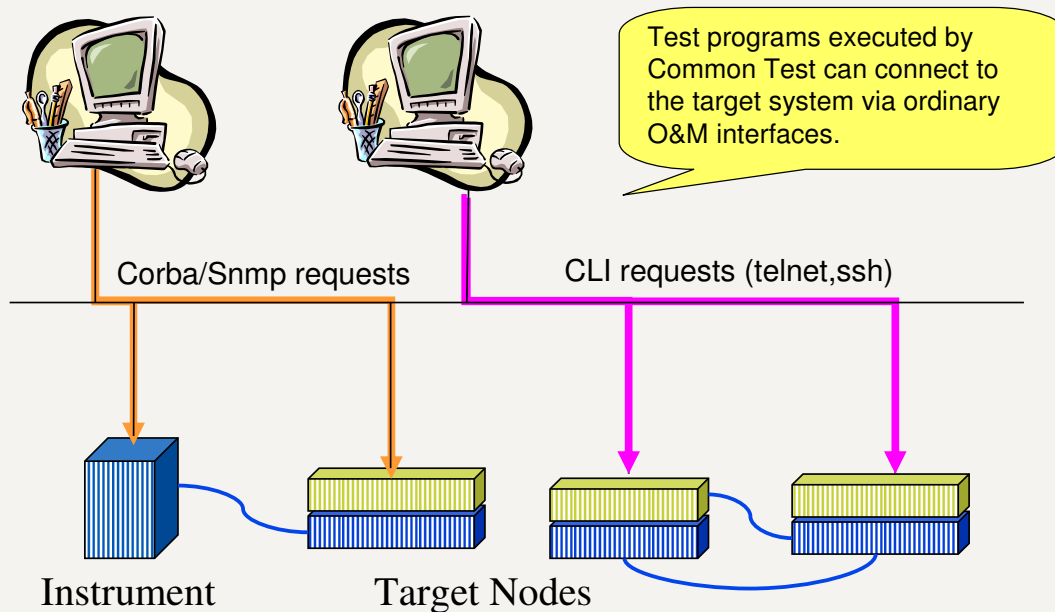 Test programs executed by
Common Test can connect to
the target system via ordinary
O&M interfaces.
Corba/Snmp requests
CLI requests (telnet,ssh)
Instrument
Target Nodes